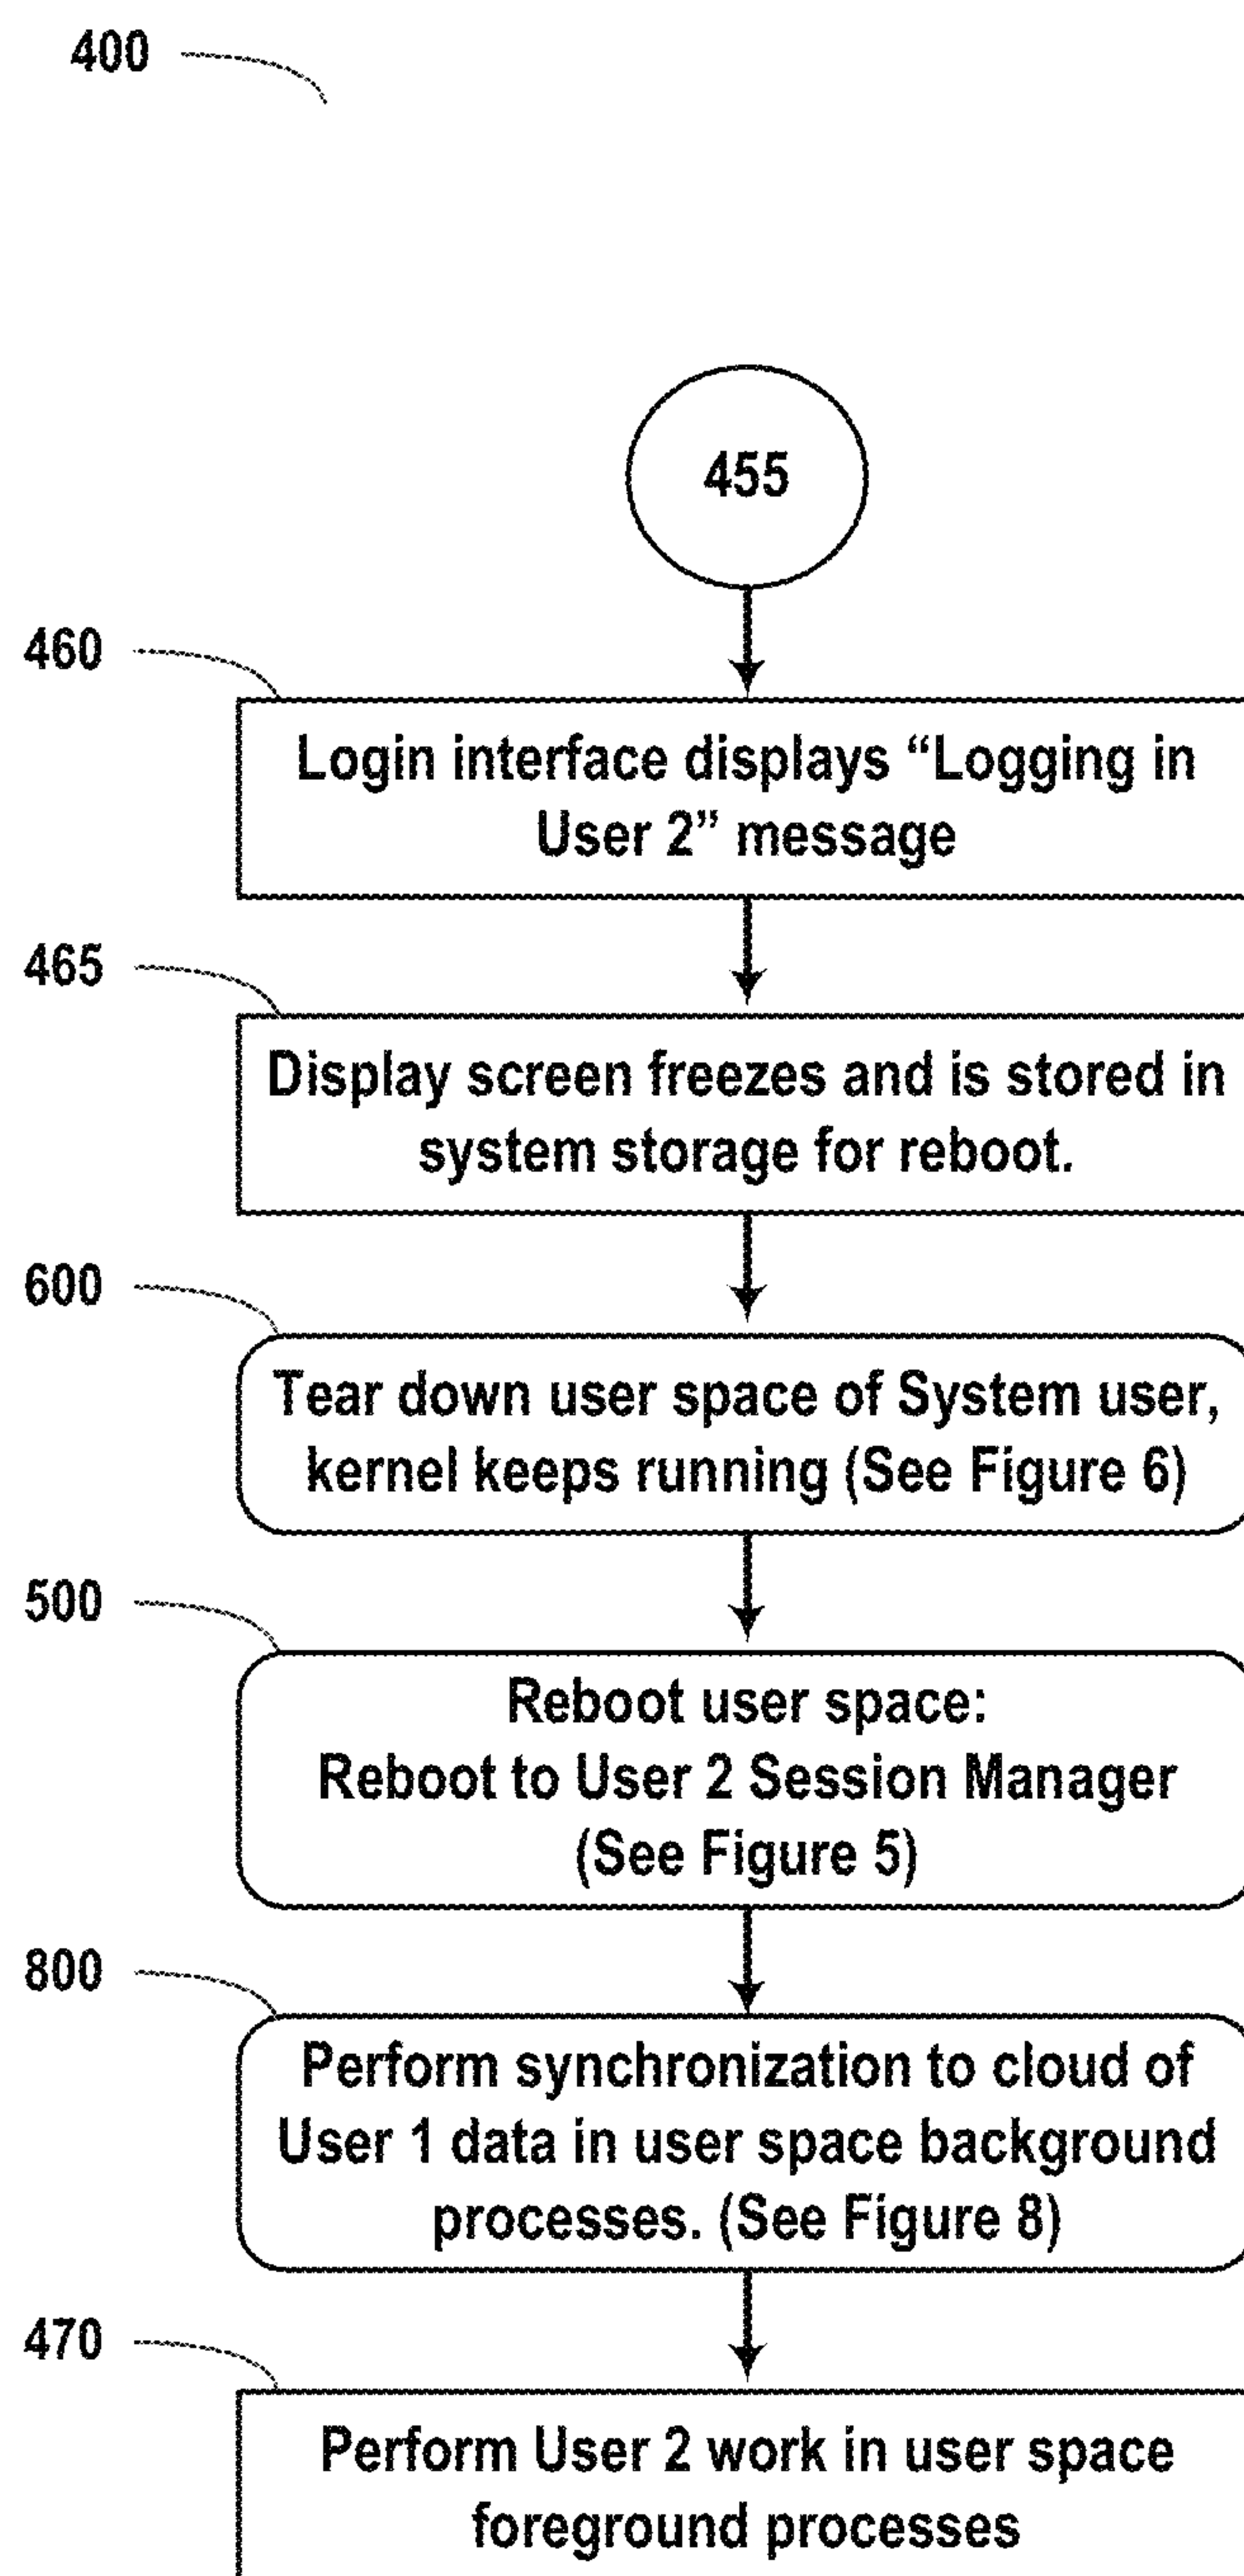 400
455
460
Login interface displays “Logging in
User 2” message
465
Display screen freezes and is stored in
system storage for reboot.
600
Tear down user space of System user,
kernel keeps running (See Figure 6)
500
Reboot user space:
Reboot to User 2 Session Manager
(See Figure 5)
800
Perform synchronization to cloud of
User 1 data in user space background
processes. (See Figure 8)
470
Perform User 2 work in user space
foreground processes